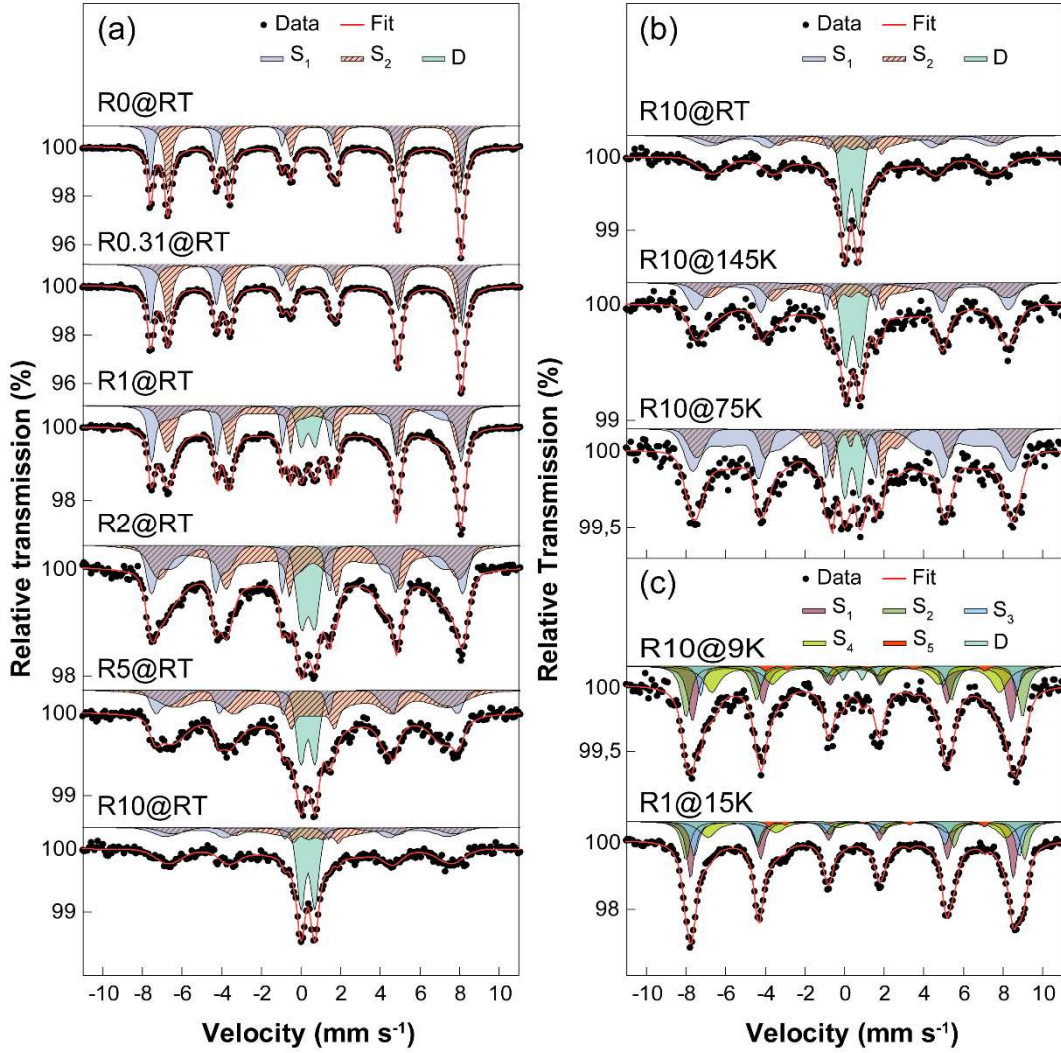 (a)
Data Fit
S1 S2 D
R0@RT
100
98
96
R0.31@RT
100
98
96
R1@RT
100
98
R2@RT
100
98
R5@RT
100
99
R10@RT
100
99
-10 -8 -6 -4 -2 0 2 4 6 8 10
Velocity (mm s-1)
Relative transmission (%)
(b)
Data Fit
S1 S2 D
R10@RT
100
99
R10@145K
100
99
R10@75K
100
99,5
(c)
Data Fit
S1 S2 S3
S4 S5 D
R10@9K
100
99,5
R1@15K
100
98
-10 -8 -6 -4 -2 0 2 4 6 8 10
Velocity (mm s-1)
Relative Transmission (%)